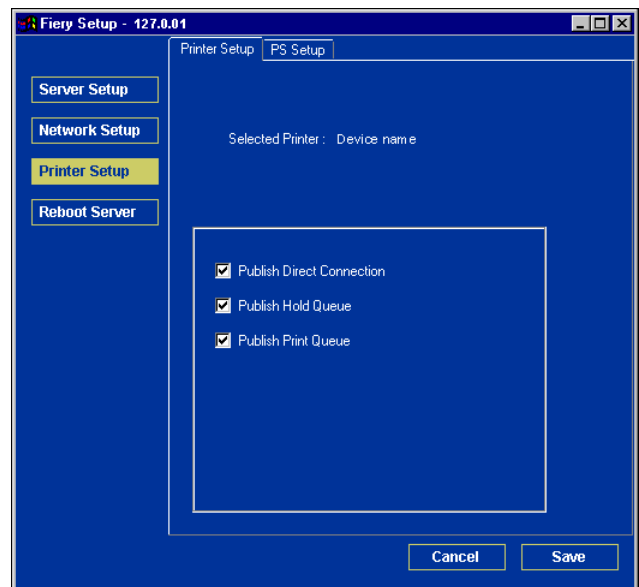 Fiery Setup - 127.0.01
Printer Setup
PS Setup
Server Setup
Network Setup
Printer Setup
Reboot Server
Selected Printer : Device name
Publish Direct Connection
Publish Hold Queue
Publish Print Queue
Cancel
Save